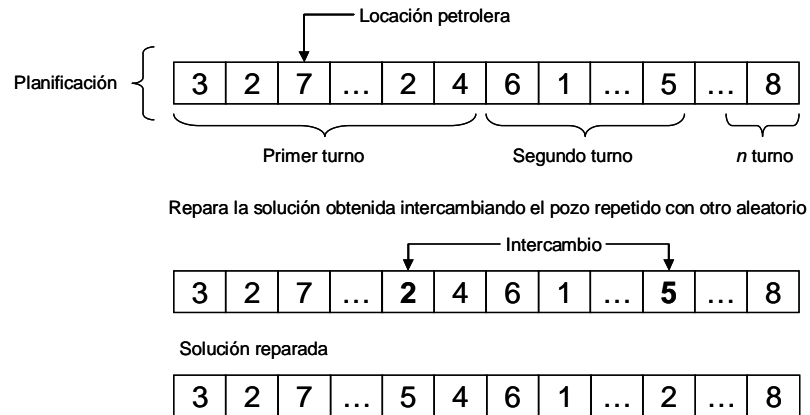 Locación petrolera
Planificación
3 2 7 ... 2 4 6 1 ... 5 ... 8
Primer turno Segundo turno n turno
Repara la solución obtenida intercambiando el pozo repetido con otro aleatorio
Intercambio
3 2 7 ... 2 4 6 1 ... 5 ... 8
Solución reparada
3 2 7 ... 5 4 6 1 ... 2 ... 8